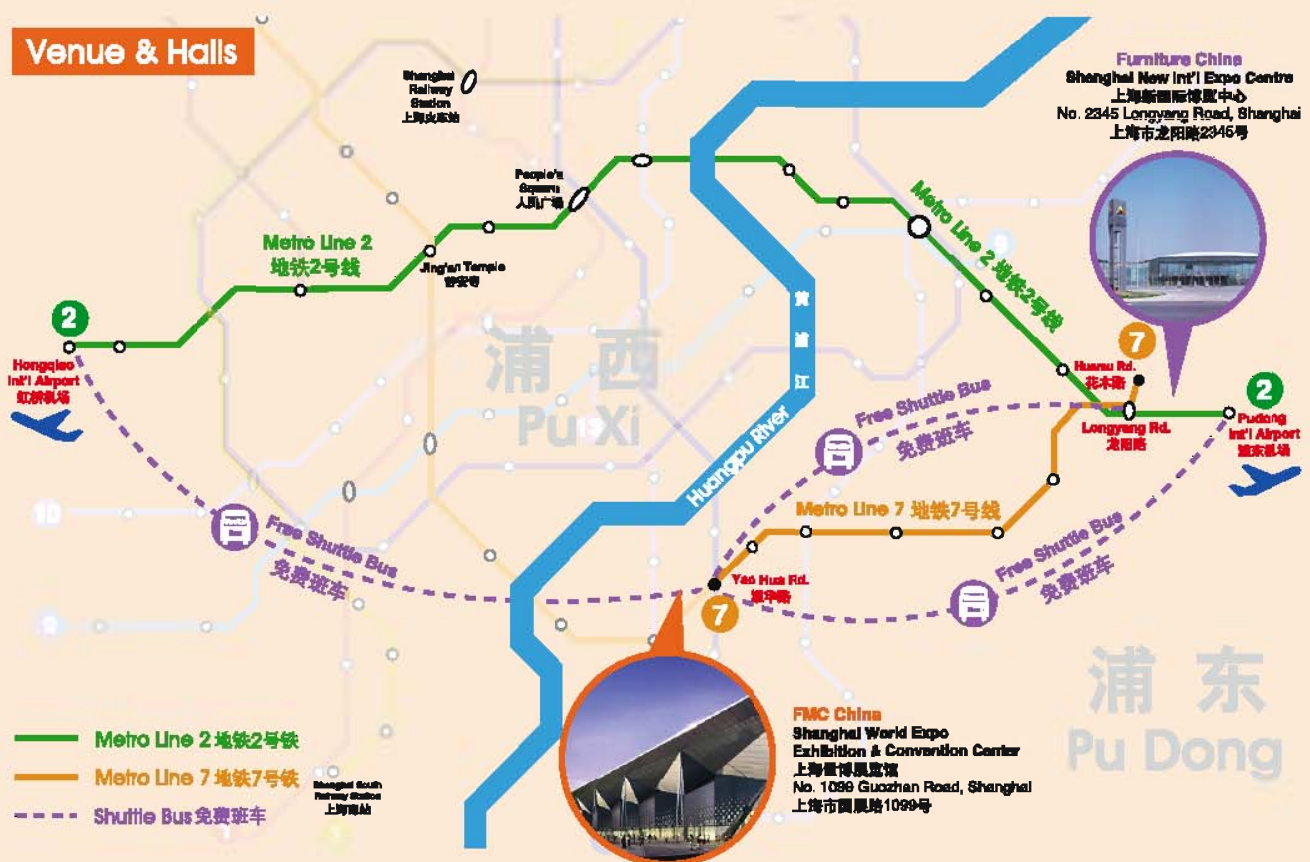 Venue & Halls
Shanghai
Railway
Station
上海火车站
Furniture China
Shanghai New Int'l Expo Centre
上海新国际博览中心
No. 2345 Longyang Road, Shanghai
上海市龙阳路2345号
People's
Square
人民广场
Metro Line 2
地铁2号线
Jing'an Temple
静安寺
Metro Line 2 地铁2号线
9
黄浦江
2
Hongqiao
Int'l Airport
虹桥机场
浦西
Pu Xi
13
7
Huamu Rd.
花木路
2
Pudong
Int'l Airport
浦东机场
Longyang Rd.
龙阳路
Free Shuttle Bus
免费班车
Huangpu River
Metro Line 7 地铁7号线
10
Free Shuttle Bus
免费班车
Free Shuttle Bus
免费班车
Yao Hua Rd.
耀华路
7
9
浦东
Pu Dong
FMC China
Shanghai World Expo
Exhibition & Convention Center
上海世博展览馆
No. 1099 Guozhan Road, Shanghai
上海市国展路1099号
Metro Line 2 地铁2号铁
Metro Line 7 地铁7号铁
Shuttle Bus 免费班车
Shanghai South
Railway Station
上海南站
1